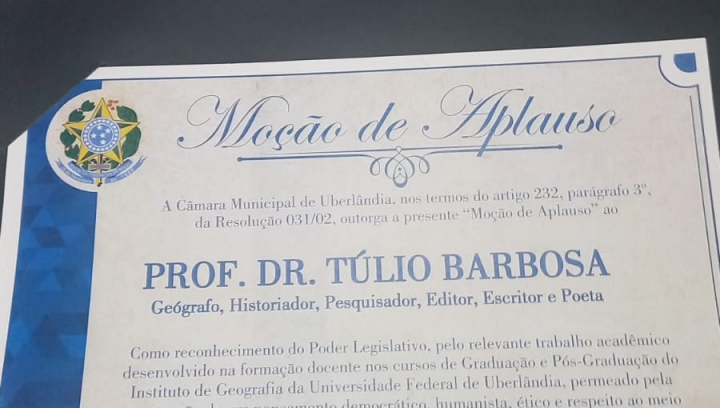 Moção de Aplauso
A Câmara Municipal de Uberlândia, nos termos do artigo 232, parágrafo 3º,
da Resolução 031/02, outorga a presente “Moção de Aplauso” ao
PROF. DR. TÚLIO BARBOSA
Geógrafo, Historiador, Pesquisador, Editor, Escritor e Poeta
Como reconhecimento do Poder Legislativo, pelo relevante trabalho acadêmico
desenvolvido na formação docente nos cursos de Graduação e Pós-Graduação do
Instituto de Geografia da Universidade Federal de Uberlândia, permeado pela
pensamento democrático, humanista, ético e respeito ao meio